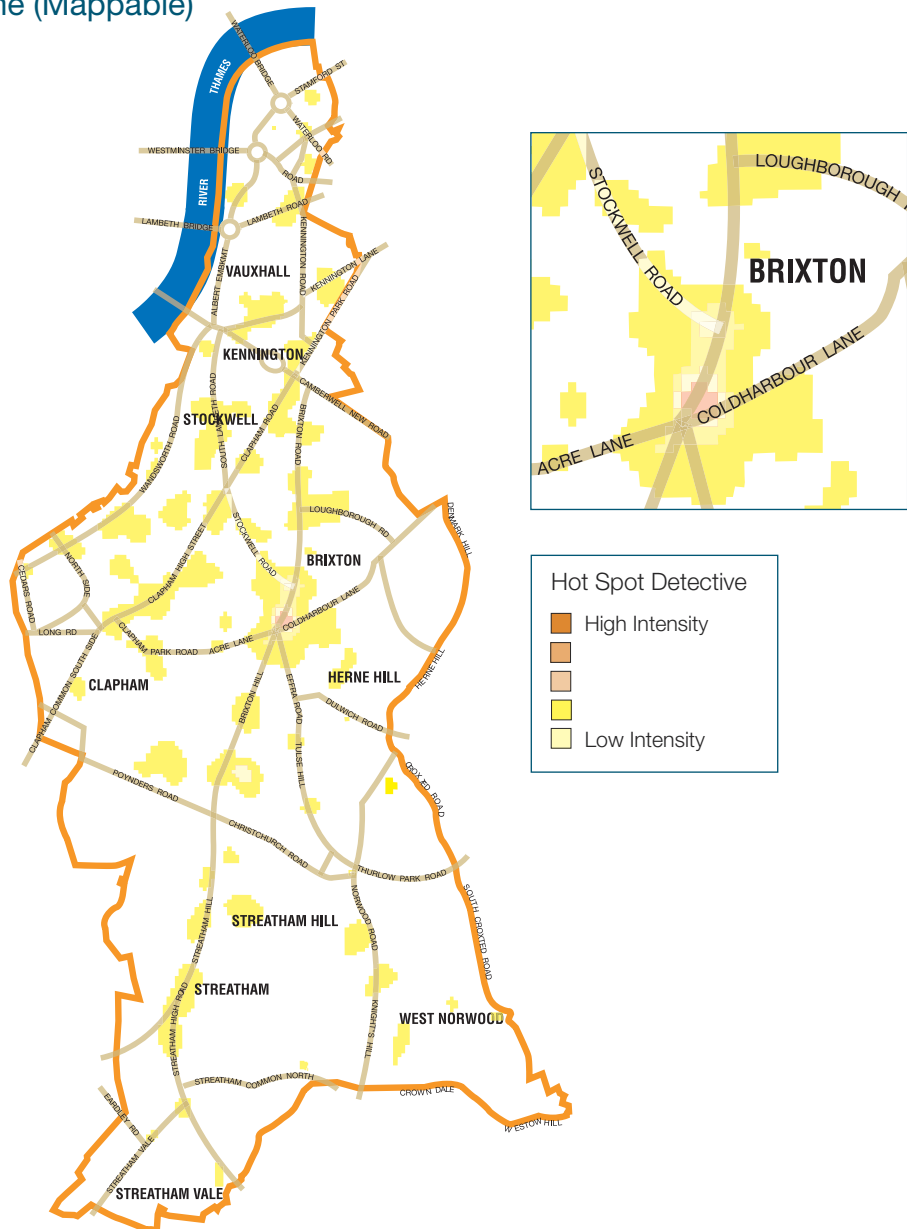 ne (Mappable)
WATERLOO BRIDGE
STAMFORD ST
THAMES
WATERLOO RD
WESTMINSTER BRIDGE
ROAD
RIVER
LAMBETH BRIDGE
LAMBETH ROAD
KENNINGTON ROAD
VAUXHALL
ALBERT EMBKMT
KENNINGTON LANE
KENNINGTON PARK ROAD
KENNINGTON
CAMBERWELL NEW ROAD
STOCKWELL
SOUTH LAMBETH ROAD
CLAPHAM ROAD
BRIXTON ROAD
WANDSWORTH ROAD
STOCKWELL ROAD
LOUGHBOROUGH RD
DENMARK HILL
CLAPHAM HIGH STREET
NORTH SIDE
CEDARS ROAD
BRIXTON
COLDHARBOUR LANE
LONG RD
CLAPHAM PARK ROAD
ACRE LANE
CLAPHAM COMMON SOUTH SIDE
CLAPHAM
BRIXTON HILL
EFFRA ROAD
HERNE HILL
HERNE HILL
DULWICH ROAD
TULSE HILL
POYNDERS ROAD
CROXTED ROAD
CHRISTCHURCH ROAD
THURLOW PARK ROAD
STREATHAM HILL
STREATHAM HILL
NORWOOD ROAD
SOUTH CROXTED ROAD
STREATHAM
STREATHAM HIGH ROAD
KNIGHT'S HILL
WEST NORWOOD
STREATHAM COMMON NORTH
CROWN DALE
WESTOW HILL
EARDLEY RD
STREATHAM VALE
STREATHAM VALE
LOUGHBOROUGH
STOCKWELL ROAD
BRIXTON
COLDHARBOUR LANE
ACRE LANE
Hot Spot Detective
High Intensity
Low Intensity